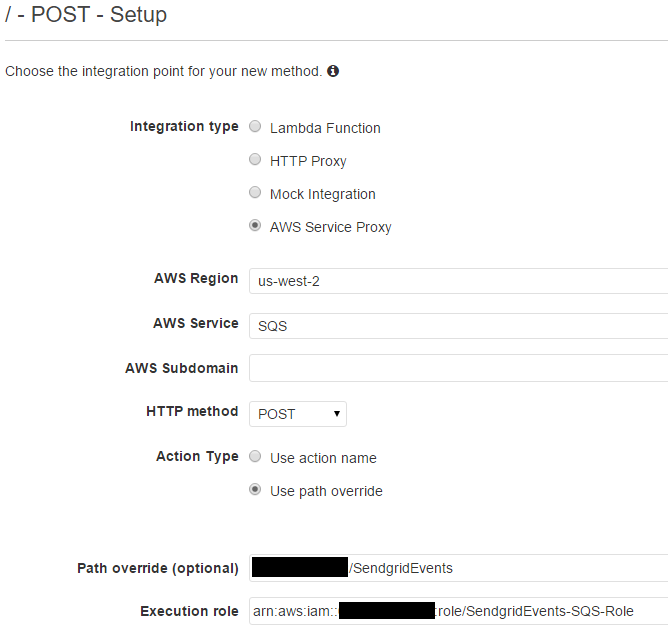 / - POST - Setup
Choose the integration point for your new method.
Integration type
Lambda Function
HTTP Proxy
Mock Integration
AWS Service Proxy
AWS Region us-west-2
AWS Service SQS
AWS Subdomain
HTTP method POST
Action Type
Use action name
Use path override
Path override (optional) /SendgridEvents
Execution role arn:aws:iam:: :role/SendgridEvents-SQS-Role